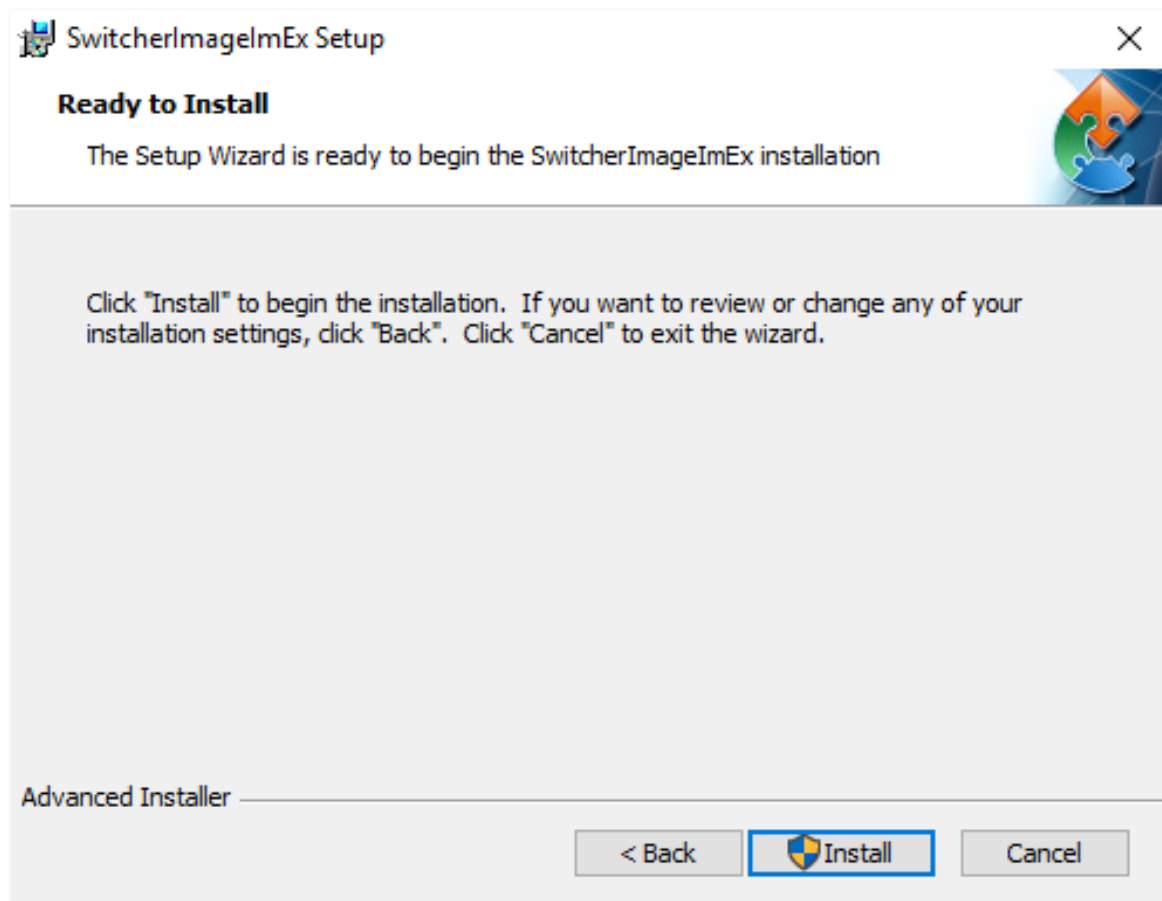 SwitcherImageImEx Setup
Ready to Install
The Setup Wizard is ready to begin the SwitcherImageImEx installation
Click "Install" to begin the installation.  If you want to review or change any of your
installation settings, click "Back".  Click "Cancel" to exit the wizard.
Advanced Installer
< Back
Install
Cancel